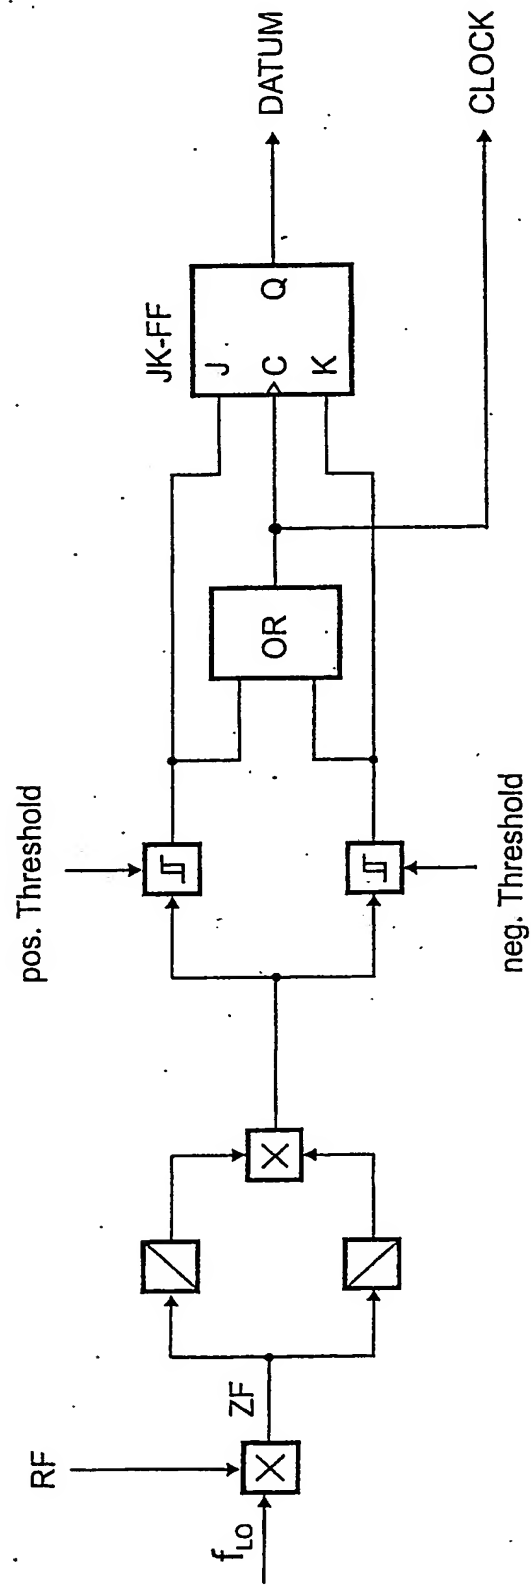 RF
f_LO
ZF
pos. Threshold
neg. Threshold
OR
JK-FF
J
C
K
Q
DATUM
CLOCK